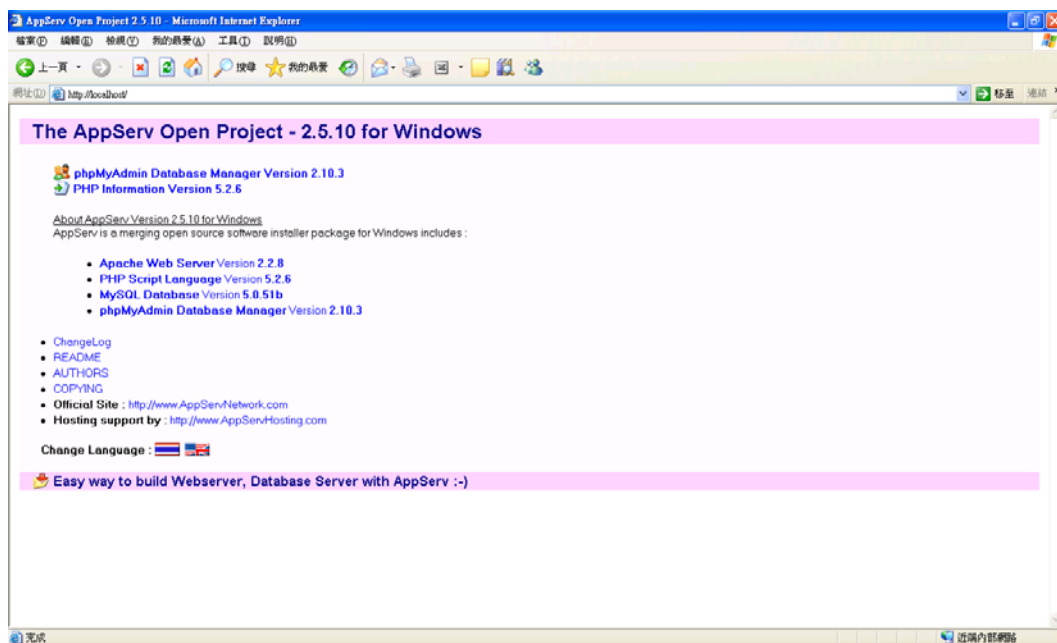 AppServ Open Project 2.5.10 - Microsoft Internet Explorer
檔案(F) 編輯(E) 檢視(V) 我的最愛(A) 工具(T) 說明(H)
上一頁 搜尋 我的最愛
網址(D) http://localhost/ 移至 連結
The AppServ Open Project - 2.5.10 for Windows
phpMyAdmin Database Manager Version 2.10.3
PHP Information Version 5.2.6
About AppServ Version 2.5.10 for Windows
AppServ is a merging open source software installer package for Windows includes :
• Apache Web Server Version 2.2.8
• PHP Script Language Version 5.2.6
• MySQL Database Version 5.0.51b
• phpMyAdmin Database Manager Version 2.10.3
• ChangeLog
• README
• AUTHORS
• COPYING
• Official Site : http://www.AppServNetwork.com
• Hosting support by : http://www.AppServHosting.com
Change Language :
Easy way to build Webserver, Database Server with AppServ :-)
完成 近端內部網路